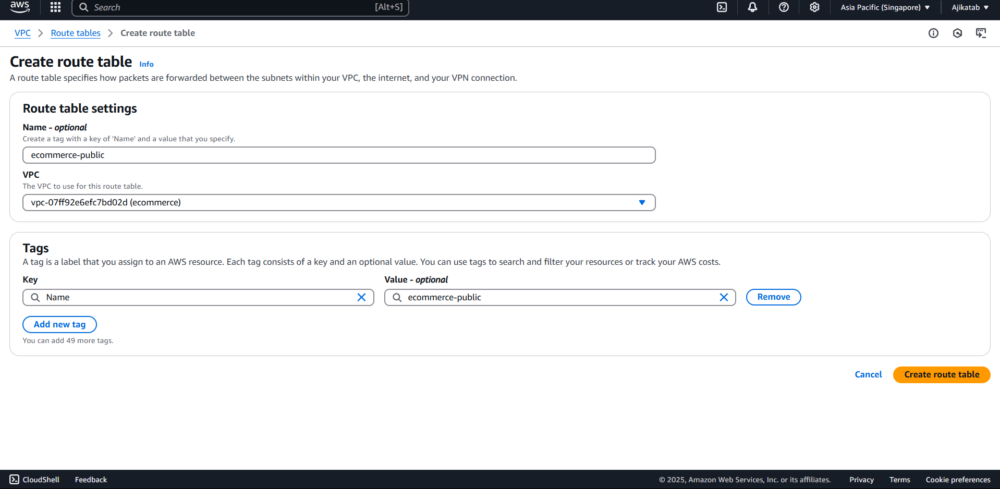 aws
Search [Alt+S]
Asia Pacific (Singapore)
Ajikatab
VPC Route tables Create route table
Create route table Info
A route table specifies how packets are forwarded between the subnets within your VPC, the internet, and your VPN connection.
Route table settings
Name - optional
Create a tag with a key of 'Name' and a value that you specify.
ecommerce-public
VPC
The VPC to use for this route table.
vpc-07ff92e6efc7bd02d (ecommerce)
Tags
A tag is a label that you assign to an AWS resource. Each tag consists of a key and an optional value. You can use tags to search and filter your resources or track your AWS costs.
Key Value - optional
Name ecommerce-public Remove
Add new tag
You can add 49 more tags.
Cancel Create route table
CloudShell Feedback © 2025, Amazon Web Services, Inc. or its affiliates. Privacy Terms Cookie preferences